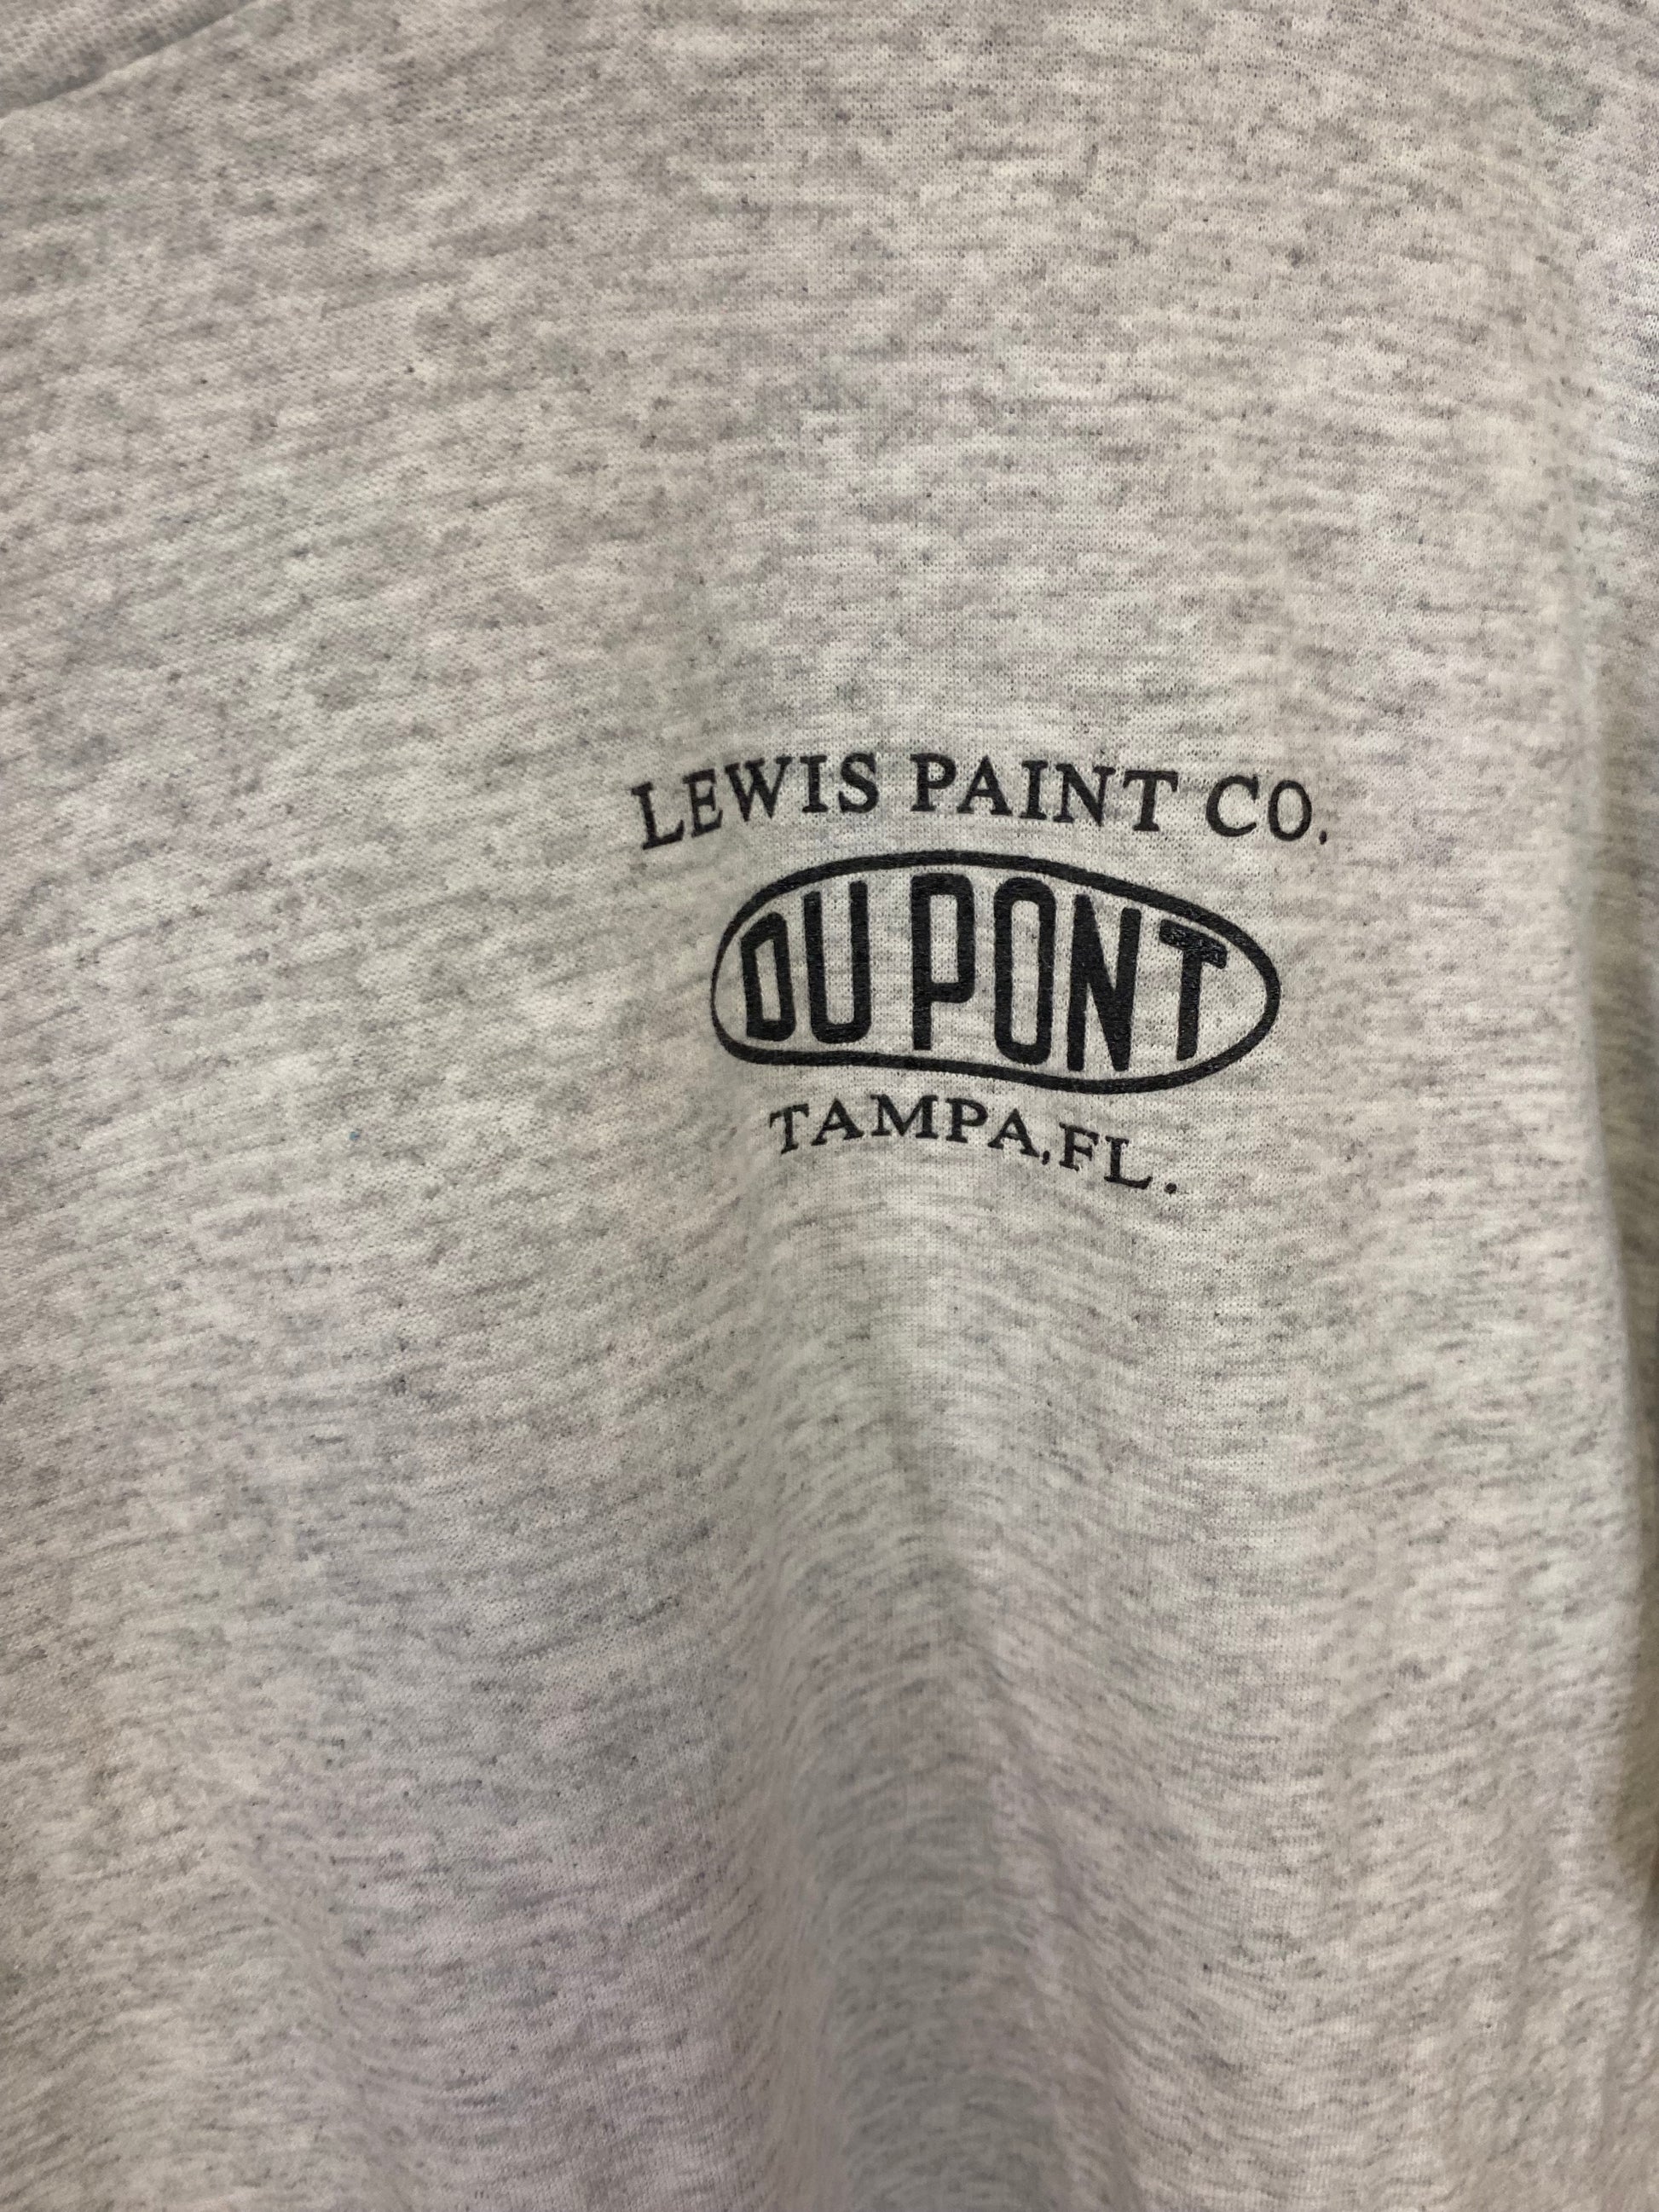 LEWIS PAINT CO.
DU PONT
TAMPA, FL.